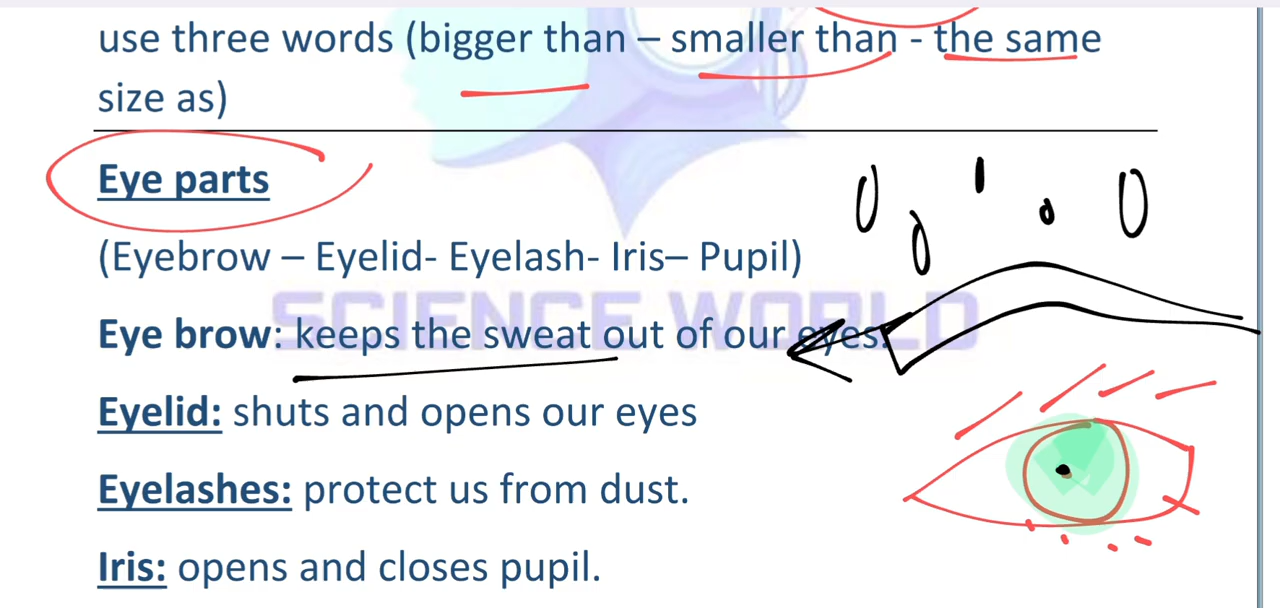 use three words (bigger than – smaller than - the same
size as)
Eye parts
(Eyebrow – Eyelid- Eyelash- Iris– Pupil)
SCIENCE WORLD
Eye brow: keeps the sweat out of our eyes.
Eyelid: shuts and opens our eyes
Eyelashes: protect us from dust.
Iris: opens and closes pupil.